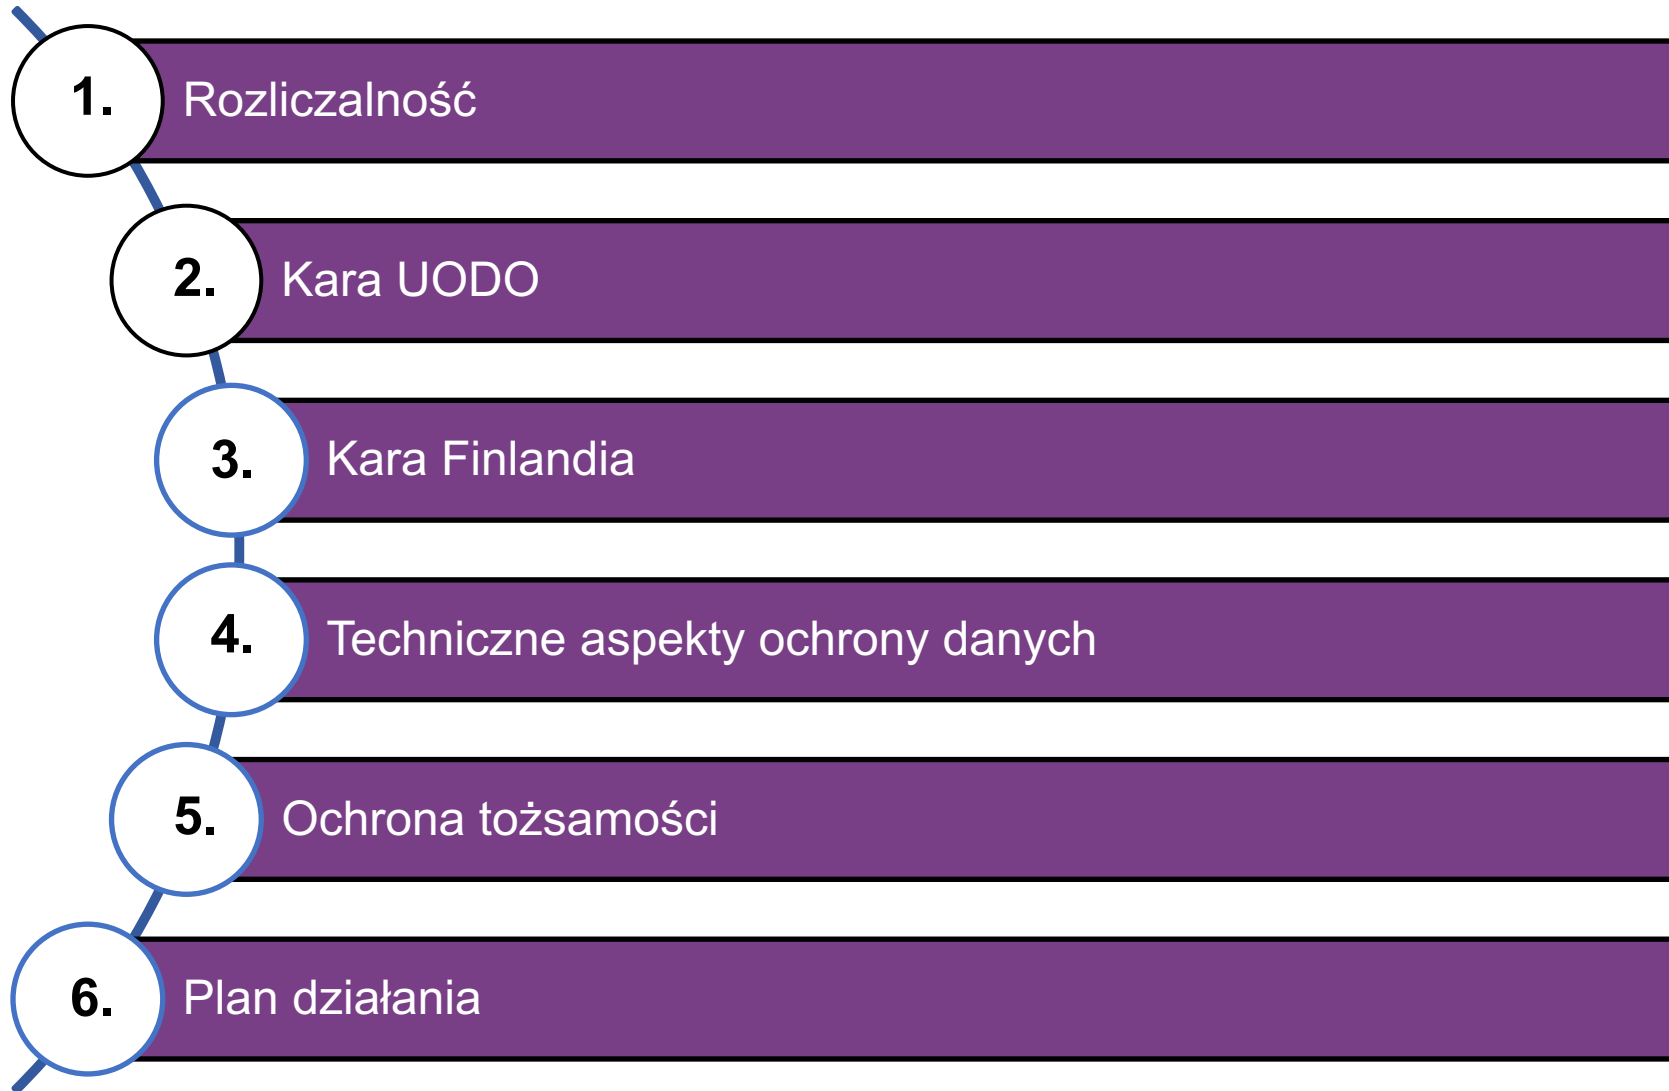 1. Rozliczalność
2. Kara UODO
3. Kara Finlandia
4. Techniczne aspekty ochrony danych
5. Ochrona tożsamości
6. Plan działania